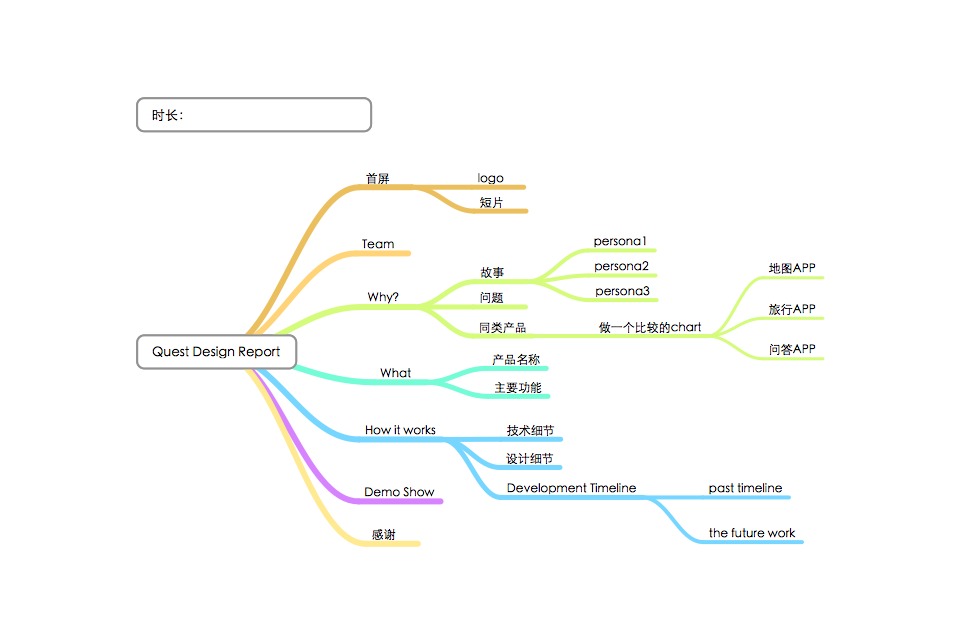 时长：
首屏
logo
短片
Team
Why?
故事
persona1
persona2
persona3
问题
同类产品
做一个比较的chart
地图APP
旅行APP
问答APP
Quest Design Report
What
产品名称
主要功能
How it works
技术细节
设计细节
Development Timeline
past timeline
the future work
Demo Show
感谢